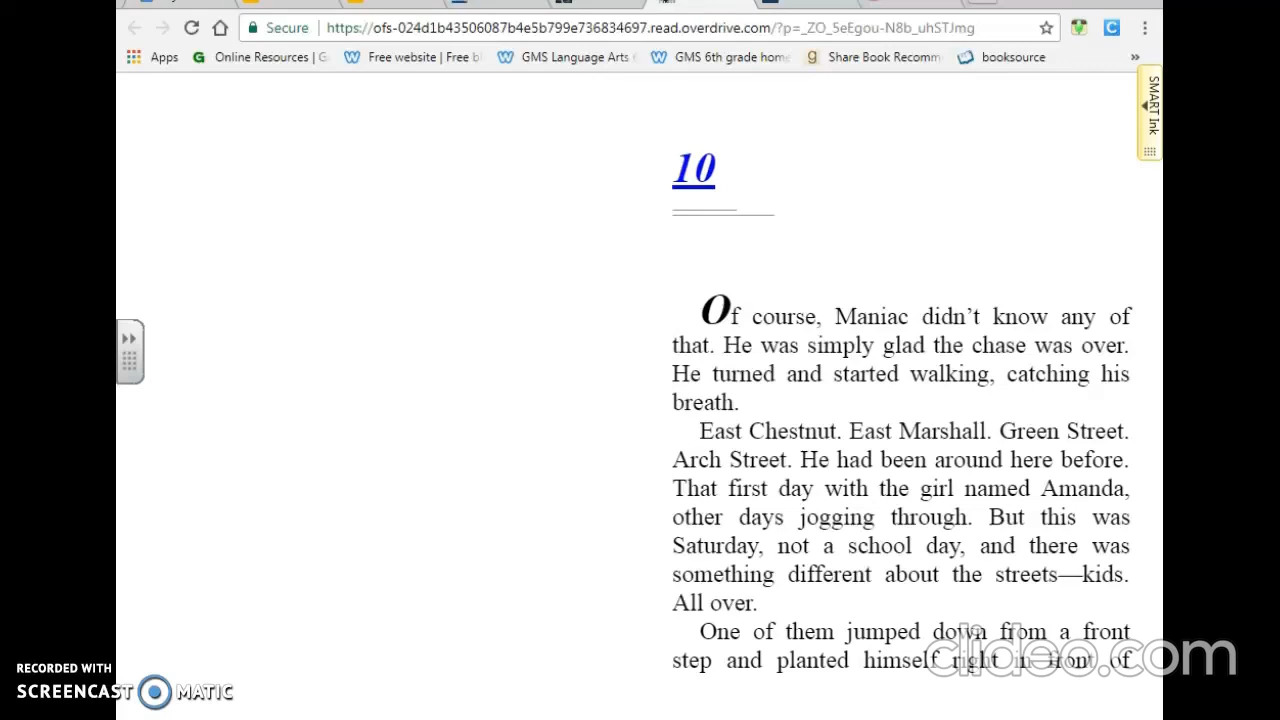 Secure https://ofs-024d1b43506087b4e5b799e736834697.read.overdrive.com/?p=_ZO_5eEgou-N8b_uhSTJmg
Apps Online Resources | G Free website | Free b GMS Language Arts GMS 6th grade home Share Book Recomm booksource »
SMART Ink
10
Of course, Maniac didn’t know any of
that. He was simply glad the chase was over.
He turned and started walking, catching his
breath.
East Chestnut. East Marshall. Green Street.
Arch Street. He had been around here before.
That first day with the girl named Amanda,
other days jogging through. But this was
Saturday, not a school day, and there was
something different about the streets—kids.
All over.
One of them jumped down from a front
step and planted himself right in front of
clideo.com
RECORDED WITH
SCREENCAST MATIC